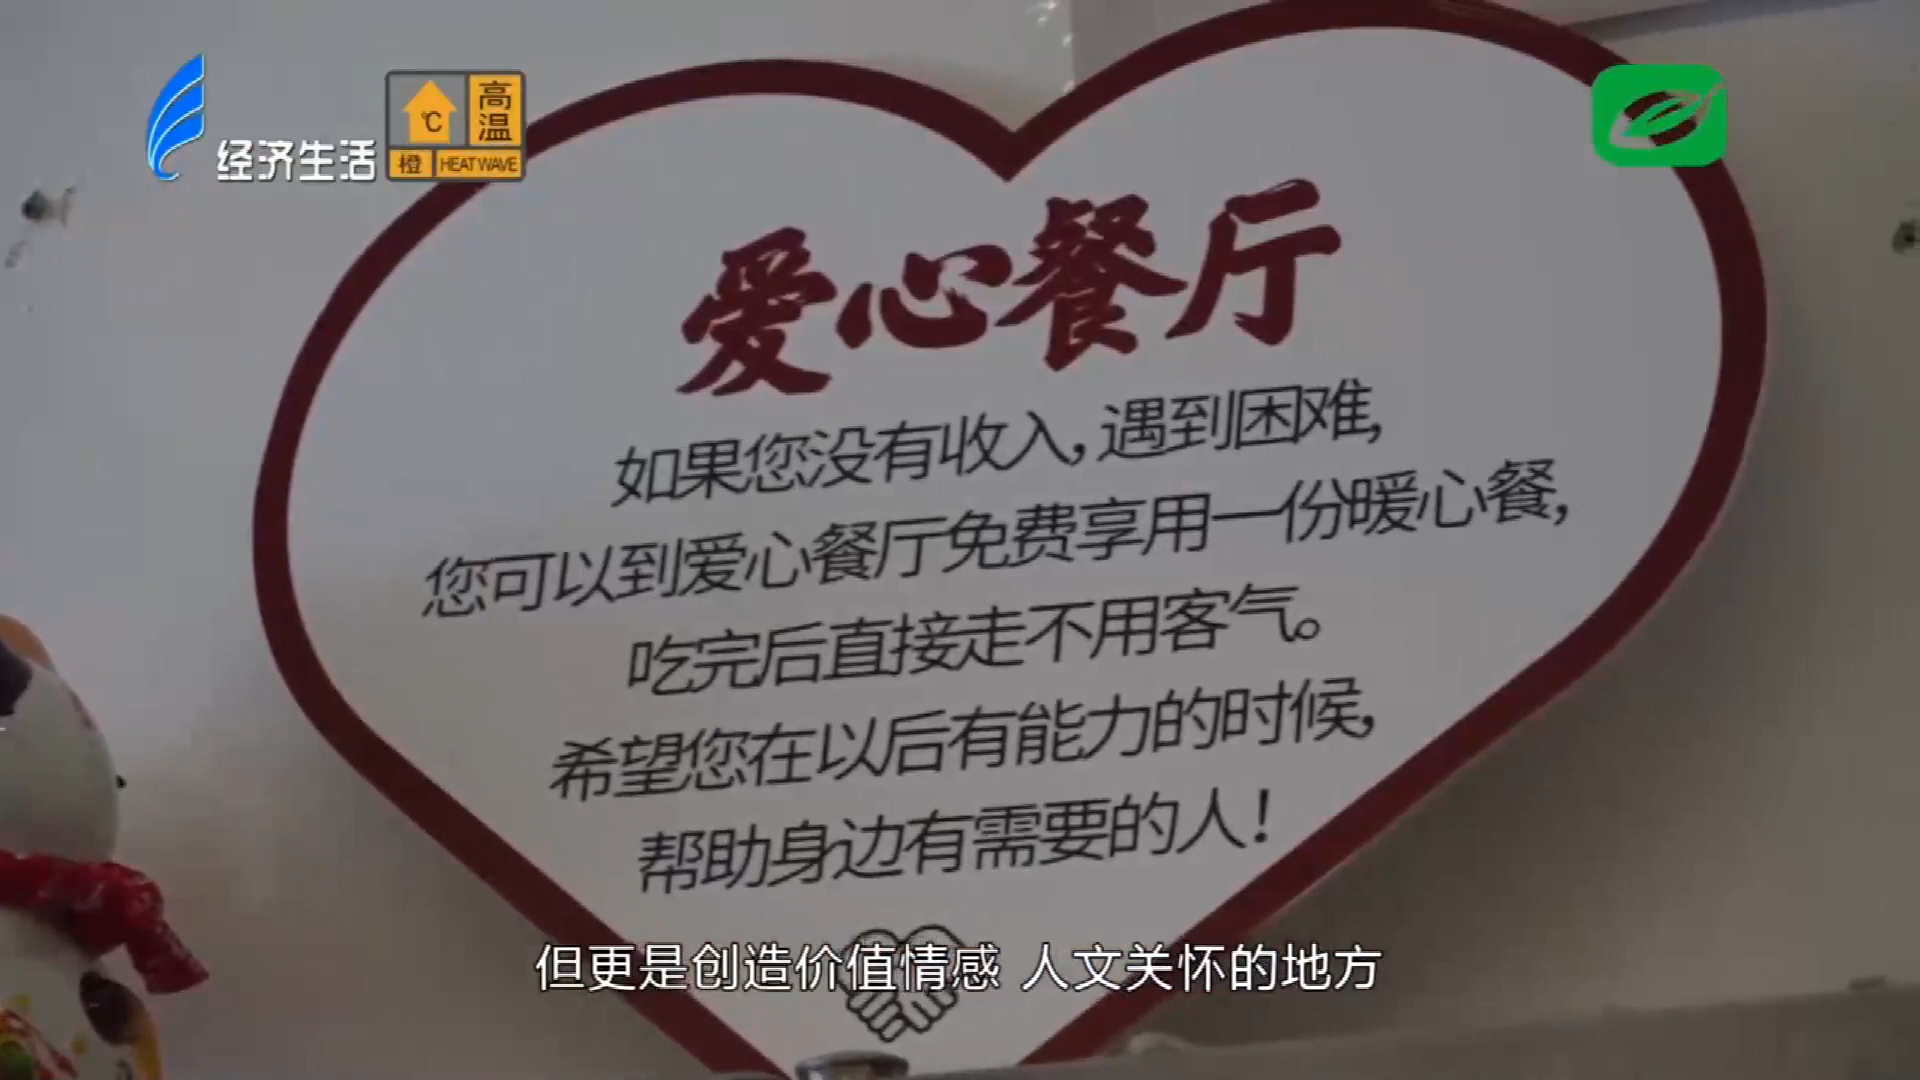 经济生活
℃
高温
橙
HEAT WAVE
爱心餐厅
如果您没有收入,遇到困难,
您可以到爱心餐厅免费享用一份暖心餐,
吃完后直接走不用客气。
希望您在以后有能力的时候,
帮助身边有需要的人!
但更是创造价值情感 人文关怀的地方